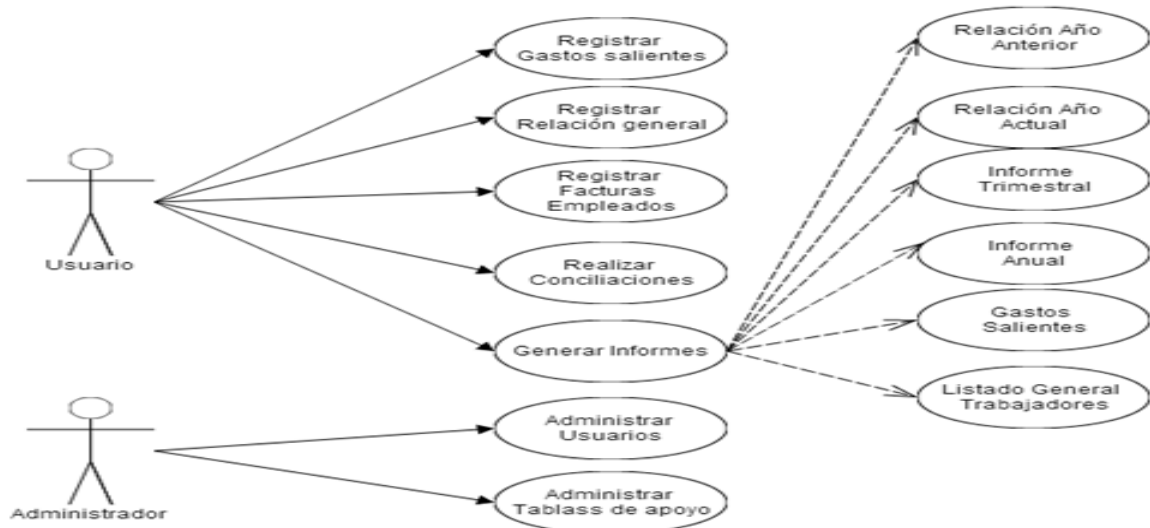 Registrar
Gastos salientes
Registrar
Relación general
Registrar
Facturas
Empleados
Realizar
Conciliaciones
Generar Informes
Usuario
Relación Año
Anterior
Relación Año
Actual
Informe
Trimestral
Informe
Anual
Gastos
Salientes
Listado General
Trabajadores
Administrar
Usuarios
Administrar
Tablass de apoyo
Administrador